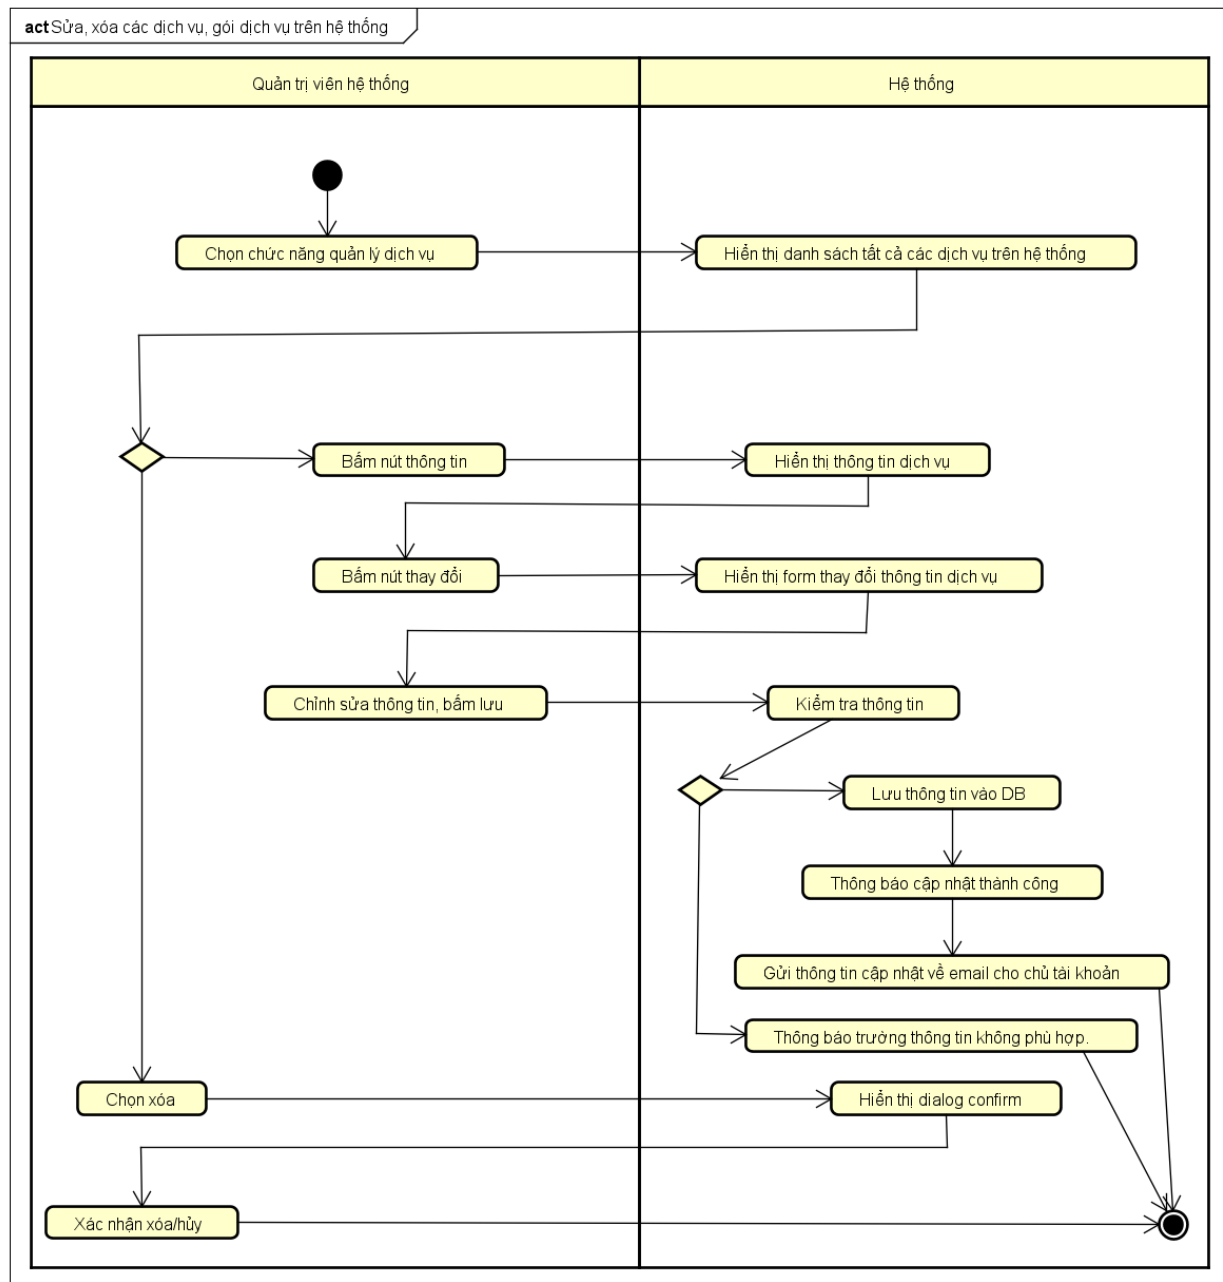 act Sửa, xóa các dịch vụ, gói dịch vụ trên hệ thống
Quản trị viên hệ thống
Hệ thống
Chọn chức năng quản lý dịch vụ
Hiển thị danh sách tất cả các dịch vụ trên hệ thống
Bấm nút thông tin
Hiển thị thông tin dịch vụ
Bấm nút thay đổi
Hiển thị form thay đổi thông tin dịch vụ
Chỉnh sửa thông tin, bấm lưu
Kiểm tra thông tin
Lưu thông tin vào DB
Thông báo cập nhật thành công
Gửi thông tin cập nhật về email cho chủ tài khoản
Thông báo trường thông tin không phù hợp.
Chọn xóa
Hiển thị dialog confirm
Xác nhận xóa/hủy